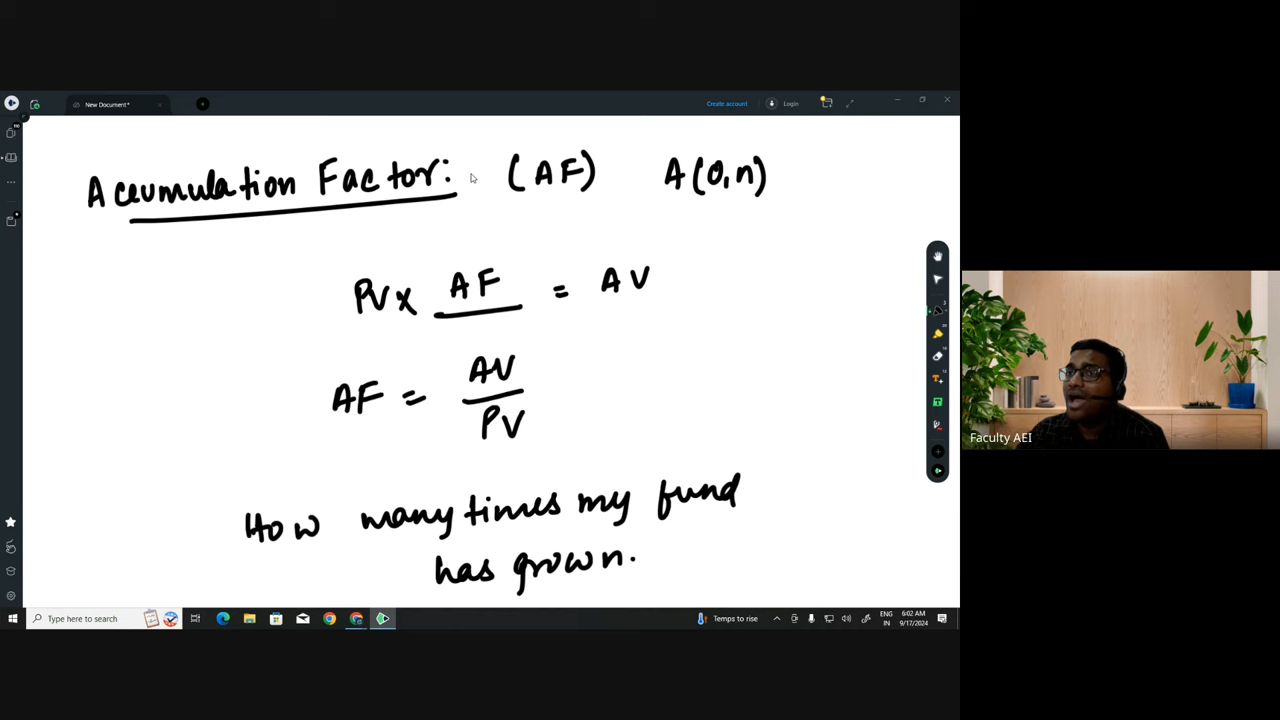 New Document*
Create account
Login
Accumulation Factor: (AF) A(0,n)
PV x AF = AV
AF = AV
PV
How many times my fund
has grown.
Faculty AEI
Type here to search
Temps to rise
ENG
IN
6:02 AM
9/17/2024